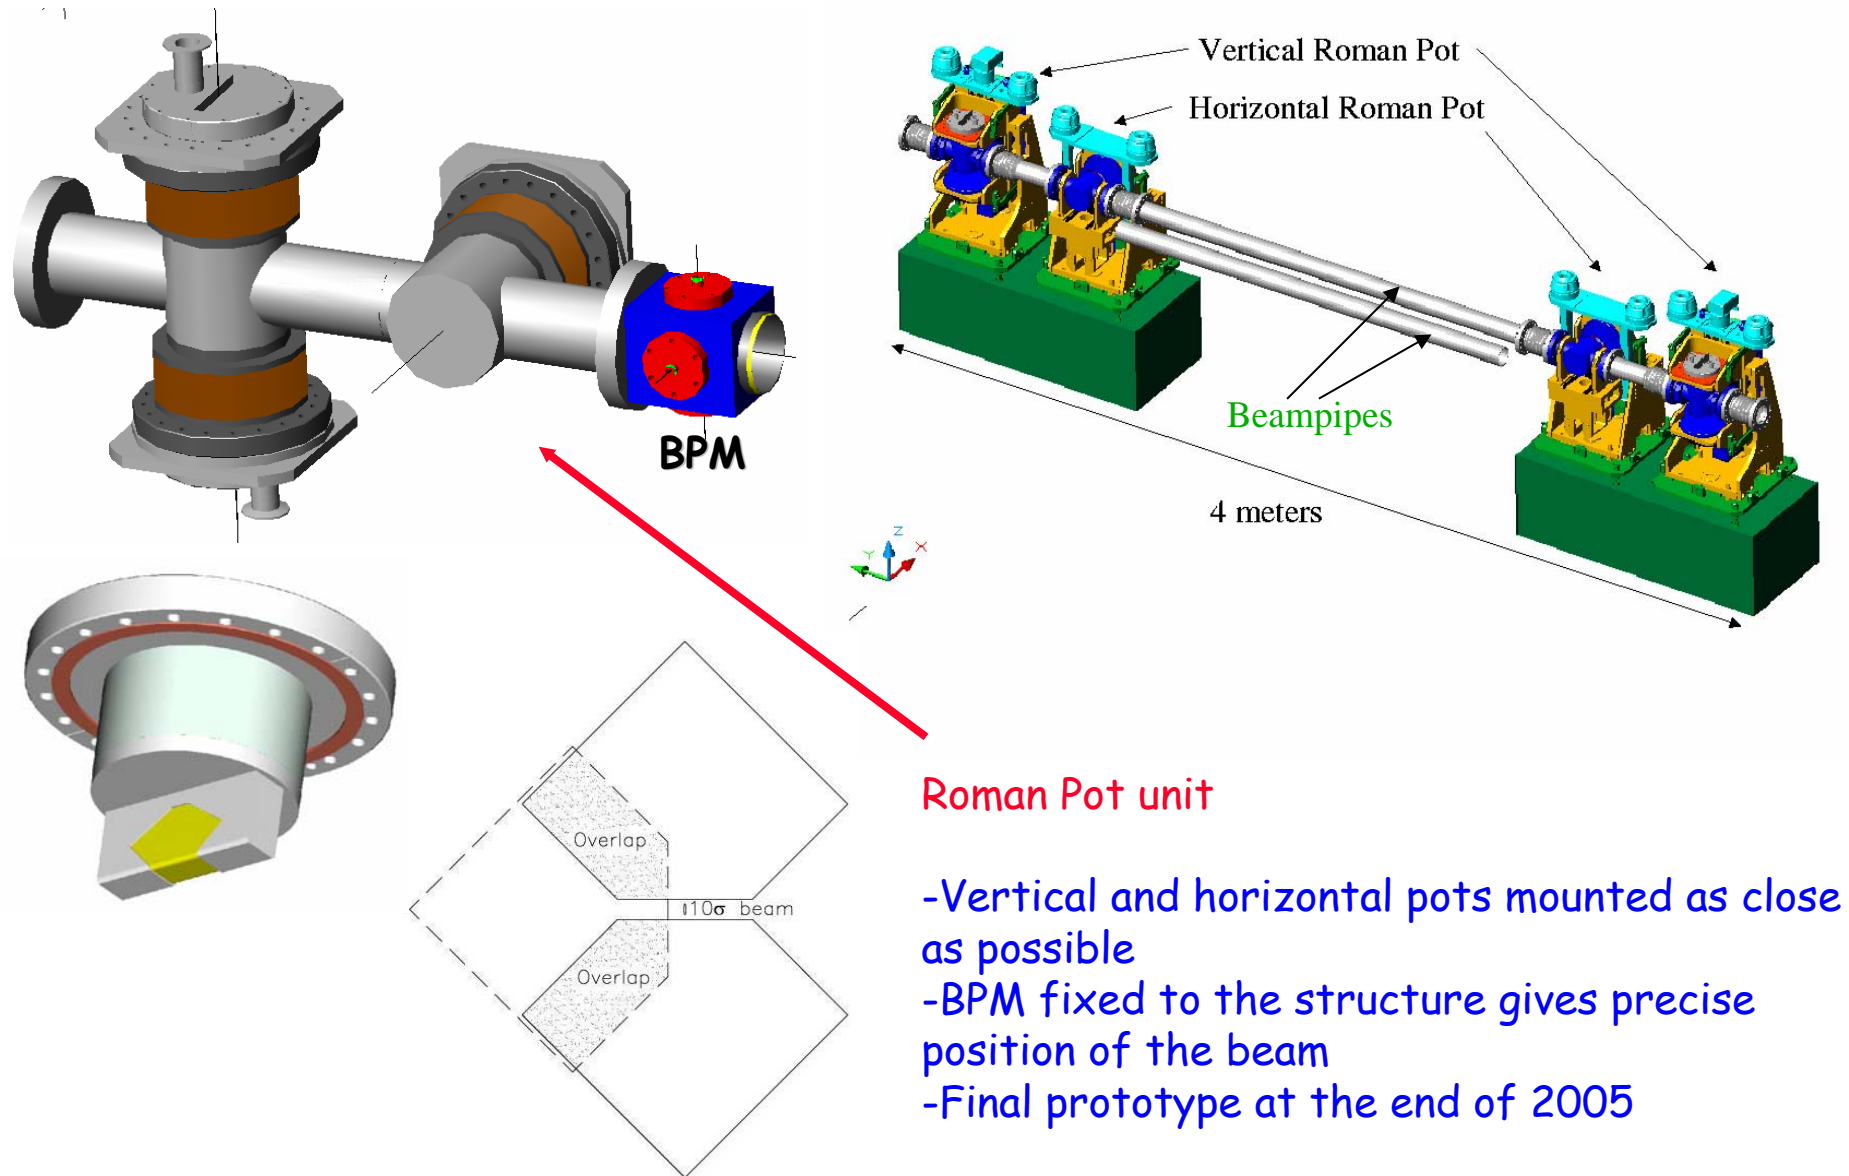 Vertical Roman Pot
Horizontal Roman Pot
BPM
Beampipes
4 meters
Z
Y
X
Overlap
10σ beam
Overlap
Roman Pot unit
-Vertical and horizontal pots mounted as close
as possible
-BPM fixed to the structure gives precise
position of the beam
-Final prototype at the end of 2005